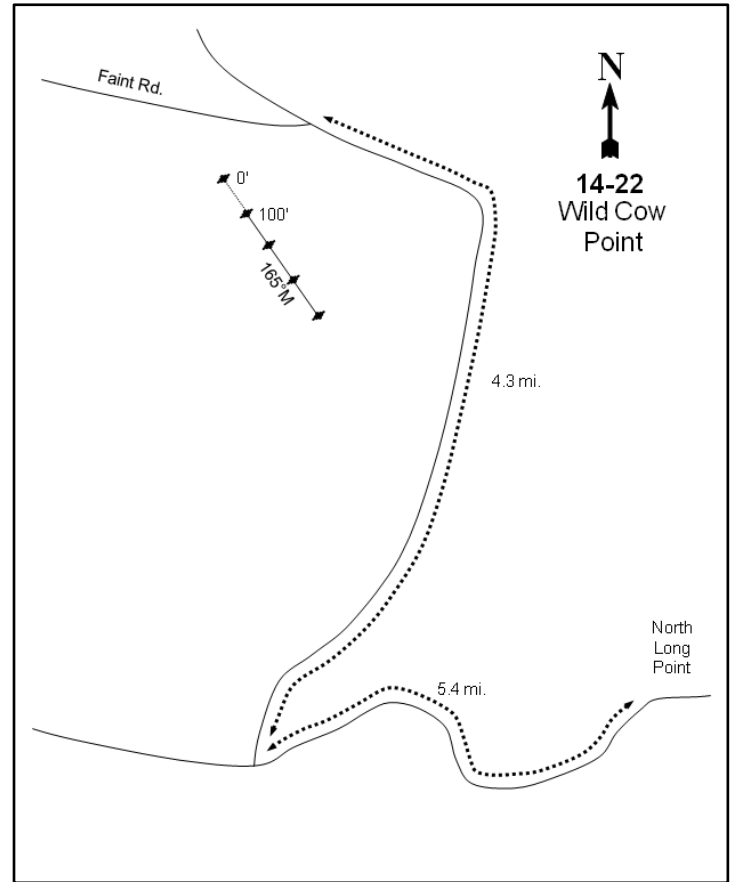 Faint Rd.
N
14-22
Wild Cow
Point
0'
100'
165°M
4.3 mi.
North
Long
Point
5.4 mi.